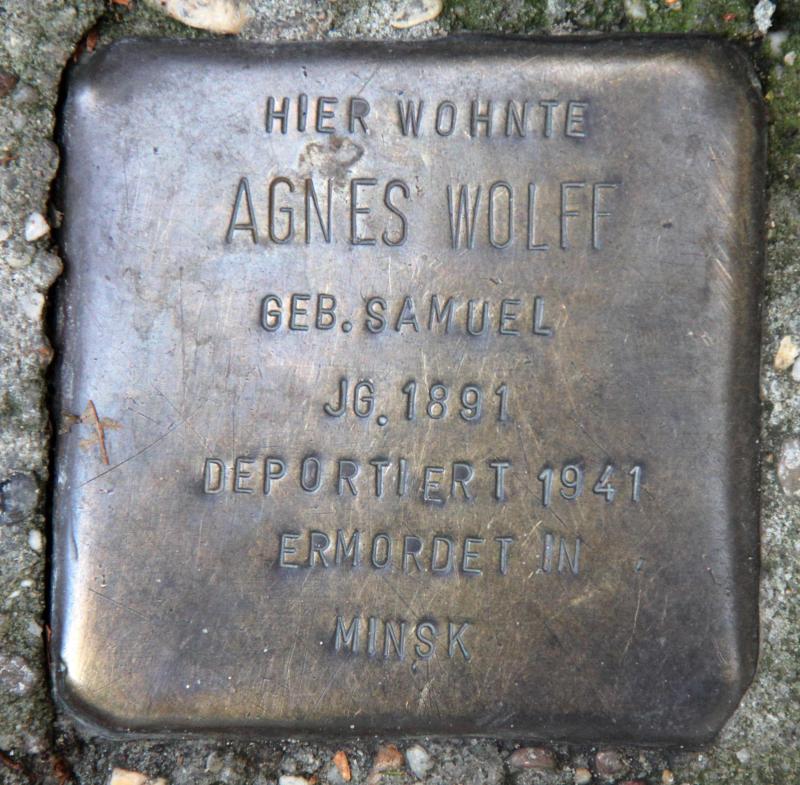 HIER WOHNTE
AGNES WOLFF
GEB. SAMUEL
JG. 1891
DEPORTIERT 1941
ERMORDET IN
MINSK